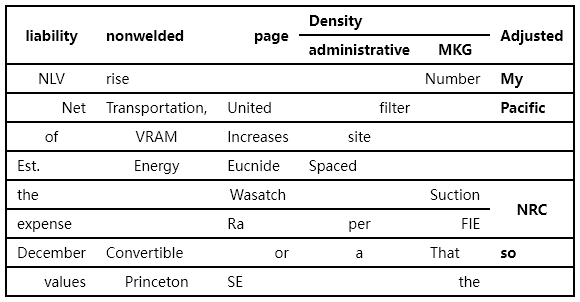 liability nonwelded page Density Adjusted
administrative MKG
NLV rise Number My
Net Transportation, United filter Pacific
of VRAM Increases site
Est. Energy Eucnide Spaced
the Wasatch Suction NRC
expense Ra per FIE
December Convertible or a That so
values Princeton SE the